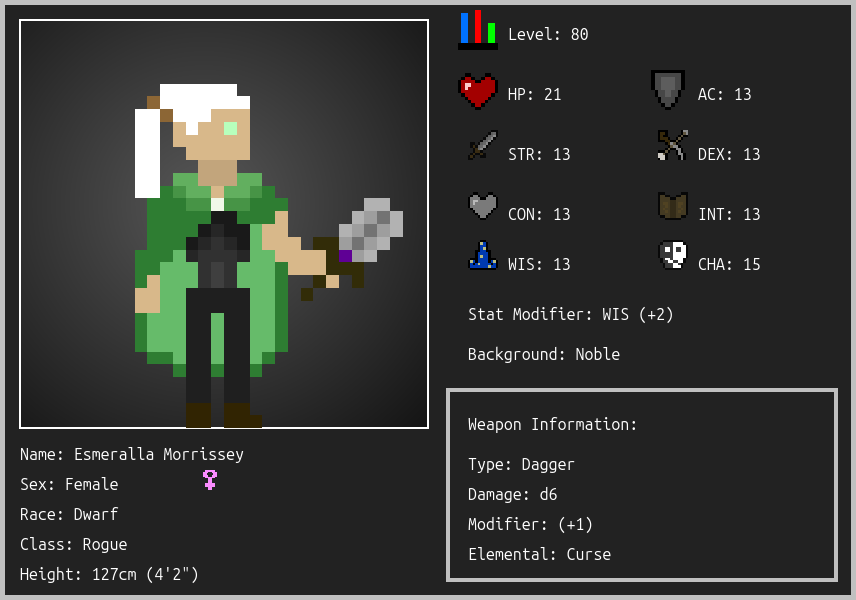 Level: 80
HP: 21
AC: 13
STR: 13
DEX: 13
CON: 13
INT: 13
WIS: 13
CHA: 15
Stat Modifier: WIS (+2)
Background: Noble
Weapon Information:
Type: Dagger
Damage: d6
Modifier: (+1)
Elemental: Curse
Name: Esmeralla Morrissey
Sex: Female
Race: Dwarf
Class: Rogue
Height: 127cm (4'2")